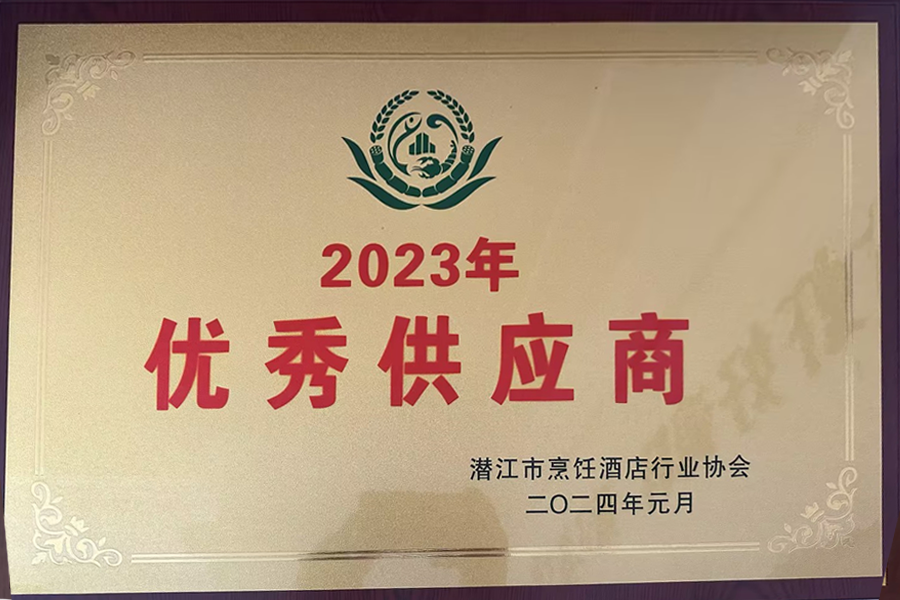 2023年
优秀供应商
潜江市烹饪酒店行业协会
二〇二四年元月